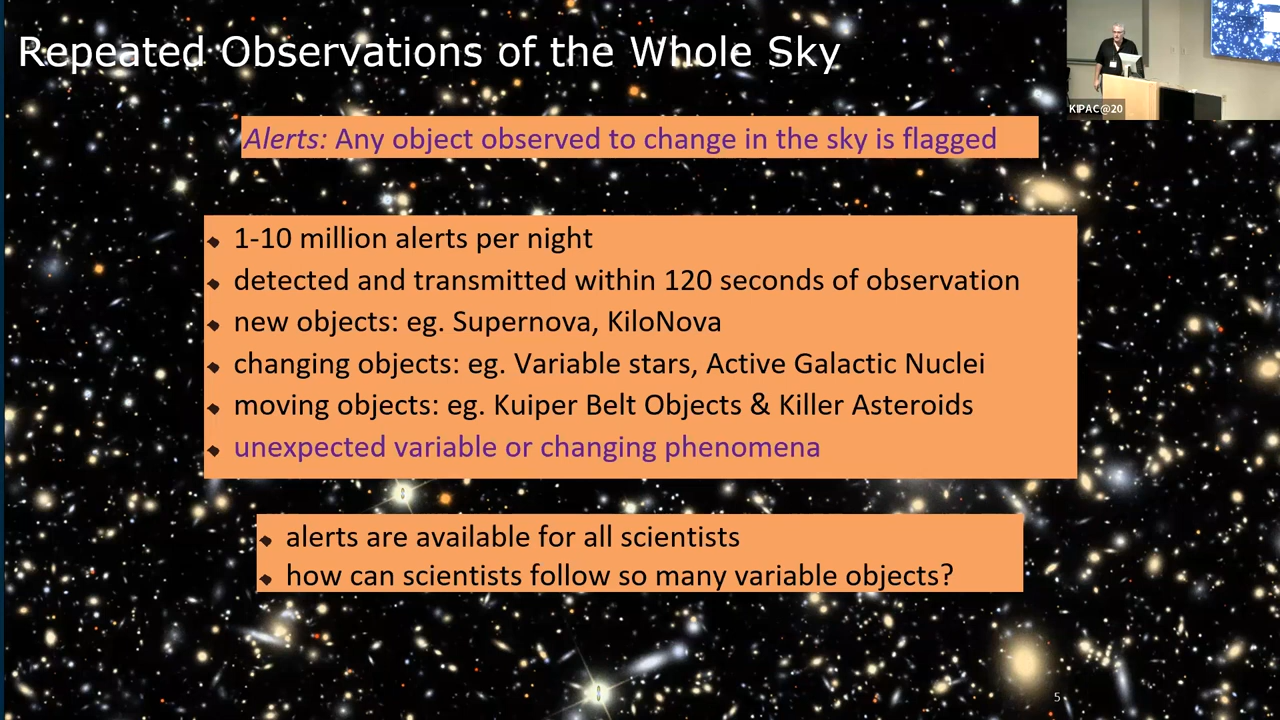 Repeated Observations of the Whole Sky
KIPAC@20
Alerts: Any object observed to change in the sky is flagged
1-10 million alerts per night
detected and transmitted within 120 seconds of observation
new objects: eg. Supernova, KiloNova
changing objects: eg. Variable stars, Active Galactic Nuclei
moving objects: eg. Kuiper Belt Objects & Killer Asteroids
unexpected variable or changing phenomena
alerts are available for all scientists
how can scientists follow so many variable objects?
5